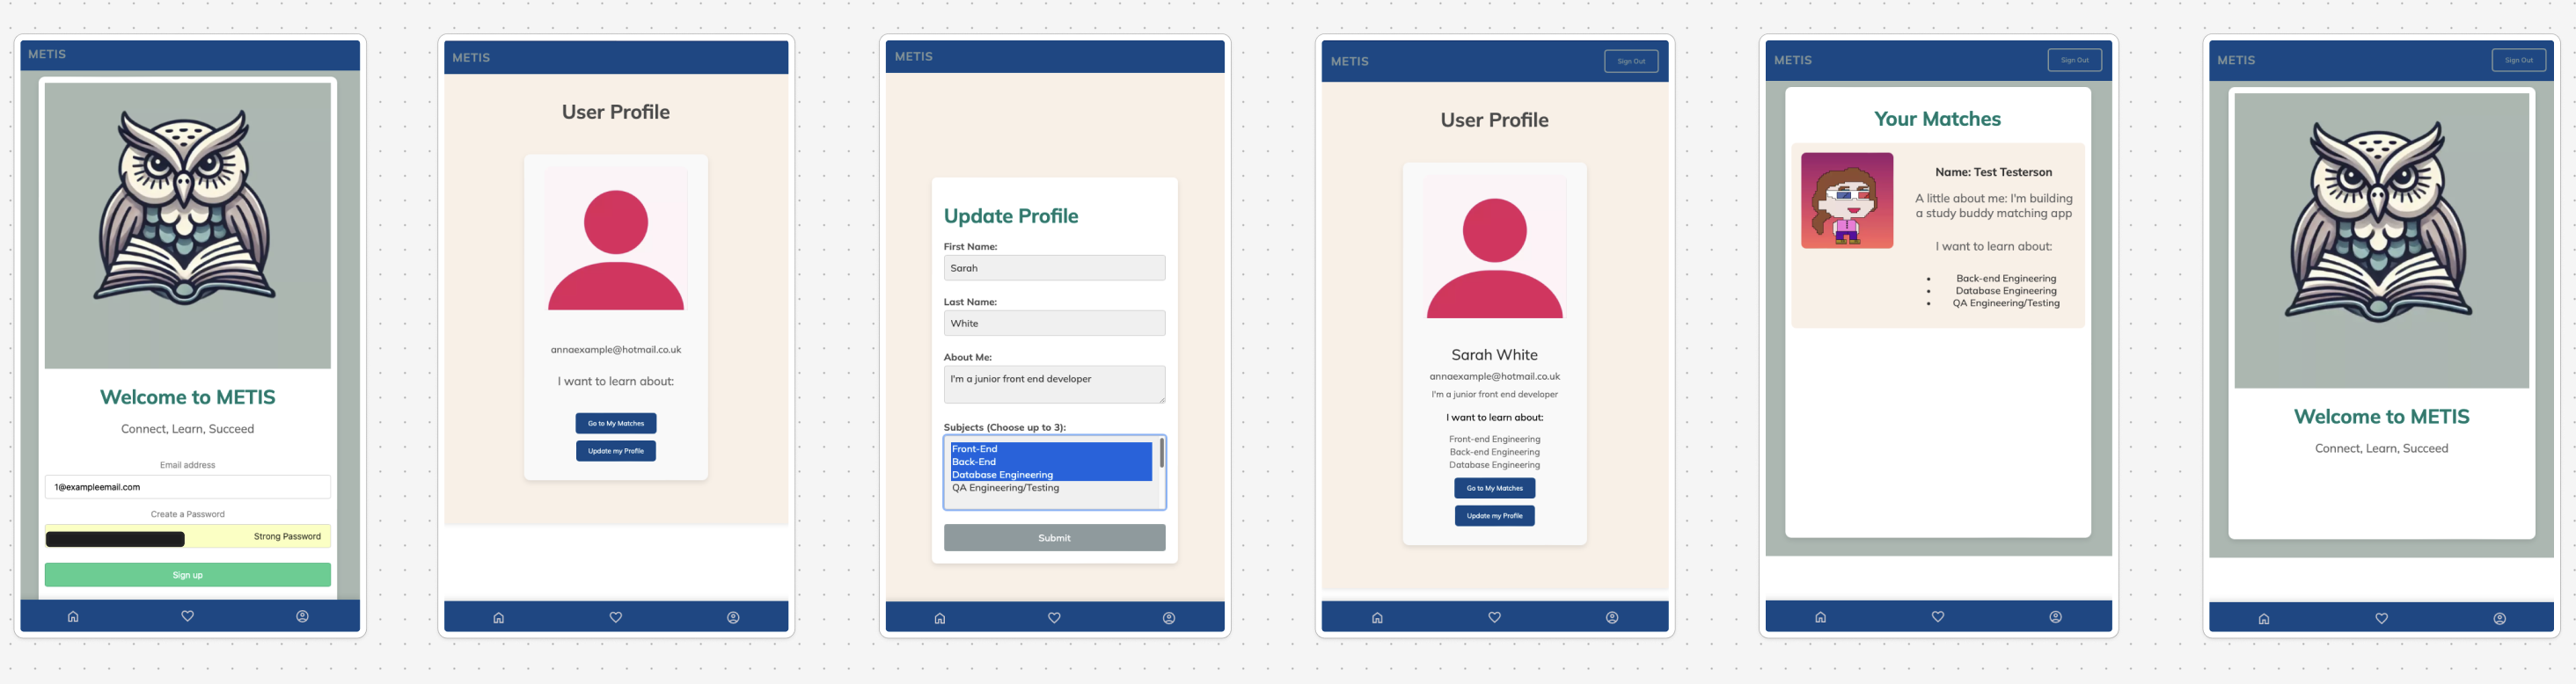 METIS
Welcome to METIS
Connect, Learn, Succeed
Email address
1@exampleemail.com
Create a Password
Strong Password
Sign up
METIS
User Profile
annaexample@hotmail.co.uk
I want to learn about:
Go to My Matches
Update my Profile
METIS
Update Profile
First Name:
Sarah
Last Name:
White
About Me:
I'm a junior front end developer
Subjects (Choose up to 3):
Front-End
Back-End
Database Engineering
QA Engineering/Testing
Submit
METIS
Sign Out
User Profile
Sarah White
annaexample@hotmail.co.uk
I'm a junior front end developer
I want to learn about:
Front-end Engineering
Back-end Engineering
Database Engineering
Go to My Matches
Update my Profile
METIS
Sign Out
Your Matches
Name: Test Testerson
A little about me: I'm building
a study buddy matching app
I want to learn about:
• Back-end Engineering
• Database Engineering
• QA Engineering/Testing
METIS
Sign Out
Welcome to METIS
Connect, Learn, Succeed